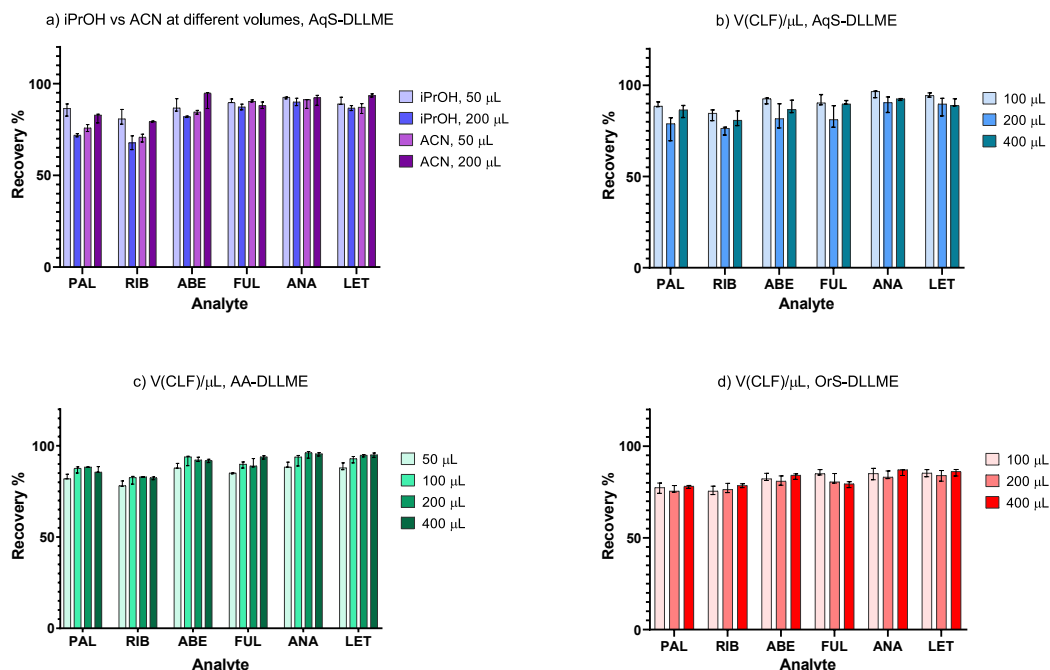 a) iPrOH vs ACN at different volumes, AqS-DLLME
Recovery %
100
50
0
PAL RIB ABE FUL ANA LET
Analyte
iPrOH, 50 μL
iPrOH, 200 μL
ACN, 50 μL
ACN, 200 μL
b) V(CLF)/μL, AqS-DLLME
Recovery %
100
50
0
PAL RIB ABE FUL ANA LET
Analyte
100 μL
200 μL
400 μL
c) V(CLF)/μL, AA-DLLME
Recovery %
100
50
0
PAL RIB ABE FUL ANA LET
Analyte
50 μL
100 μL
200 μL
400 μL
d) V(CLF)/μL, OrS-DLLME
Recovery %
100
50
0
PAL RIB ABE FUL ANA LET
Analyte
100 μL
200 μL
400 μL